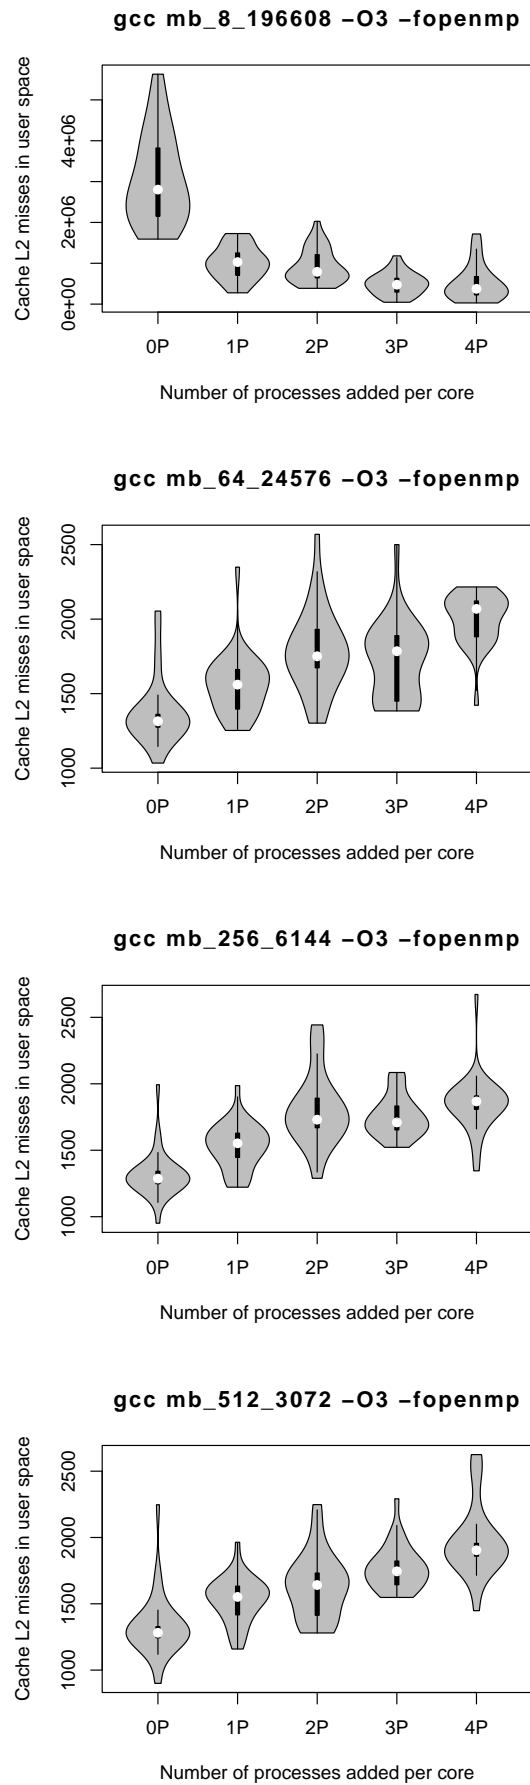 gcc mb_8_196608 −O3 −fopenmp
Cache L2 misses in user space
4e+06
2e+06
0e+00
0P 1P 2P 3P 4P
Number of processes added per core
gcc mb_64_24576 −O3 −fopenmp
Cache L2 misses in user space
2500
2000
1500
1000
0P 1P 2P 3P 4P
Number of processes added per core
gcc mb_256_6144 −O3 −fopenmp
Cache L2 misses in user space
2500
2000
1500
1000
0P 1P 2P 3P 4P
Number of processes added per core
gcc mb_512_3072 −O3 −fopenmp
Cache L2 misses in user space
2500
2000
1500
1000
0P 1P 2P 3P 4P
Number of processes added per core